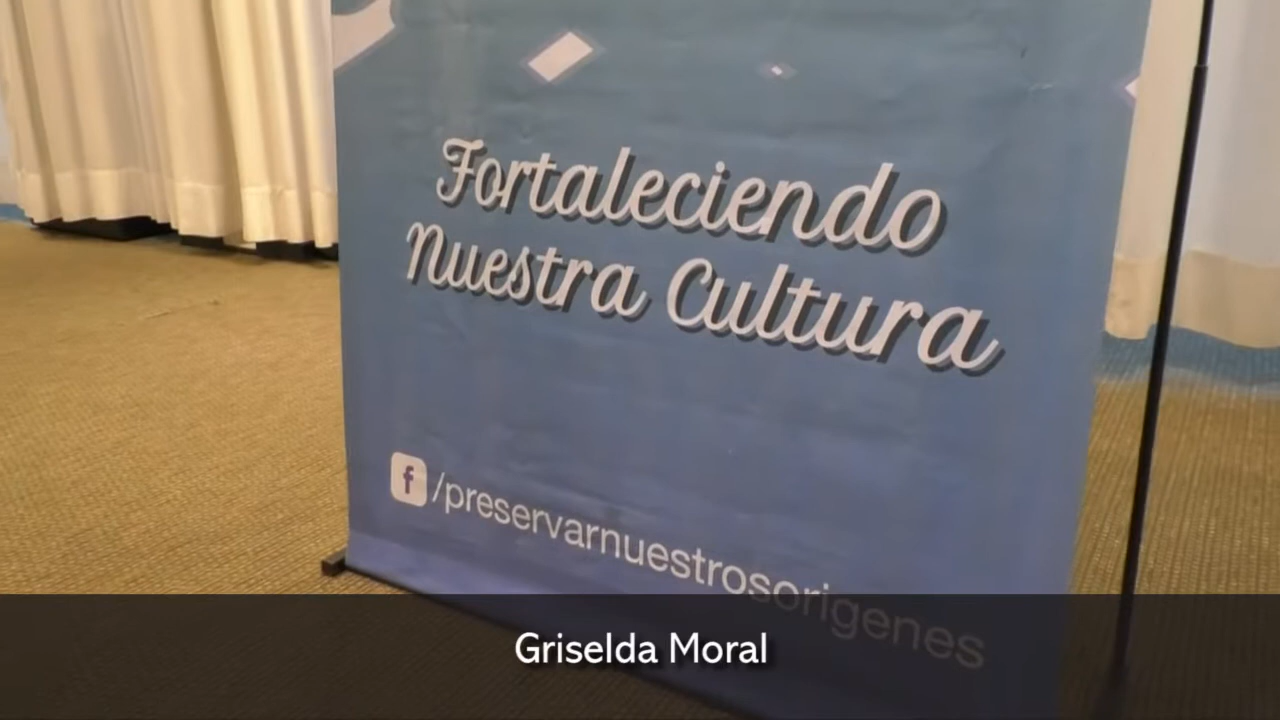 Fortaleciendo
Nuestra Cultura
f/preservarnuestrosorigenes
Griselda Moral